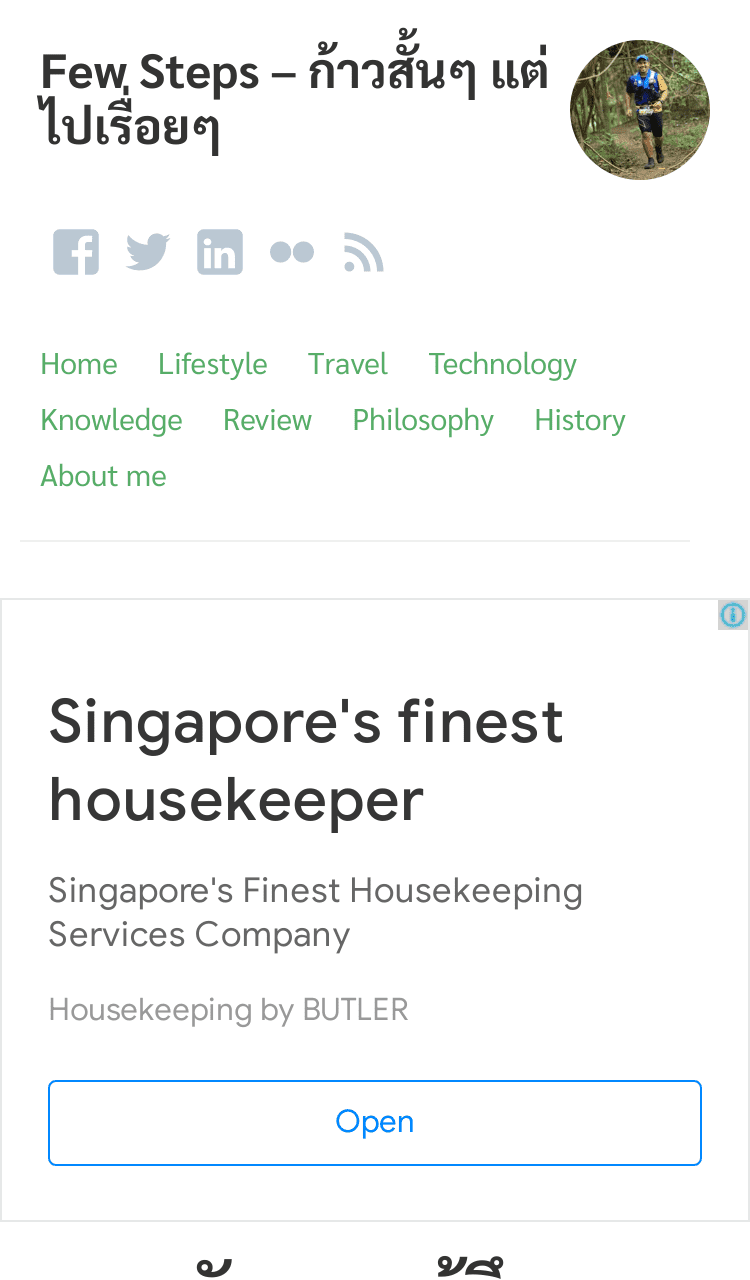 Few Steps – ก้าวสั้นๆ แต่
ไปเรื่อยๆ
Home Lifestyle Travel Technology
Knowledge Review Philosophy History
About me
Singapore's finest
housekeeper
Singapore's Finest Housekeeping
Services Company
Housekeeping by BUTLER
Open